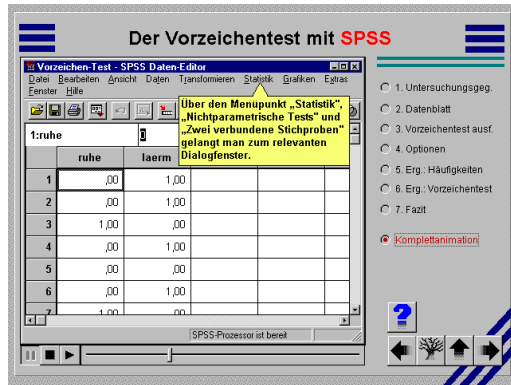 Der Vorzeichentest mit SPSS
Vorzeichen-Test - SPSS Daten-Editor
Datei Bearbeiten Ansicht Daten Transformieren Statistik Grafiken Extras
Fenster Hilfe
Über den Menüpunkt „Statistik",
„Nichtparametrische Tests" und
„Zwei verbundene Stichproben"
gelangt man zum relevanten
Dialogfenster.
1:ruhe 0
ruhe laerm
1 ,00 1,00
2 ,00 1,00
3 1,00 ,00
4 ,00 1,00
5 ,00 ,00
6 ,00 1,00
7 1,00 ,00
SPSS-Prozessor ist bereit
1. Untersuchungsgeg.
2. Datenblatt
3. Vorzeichentest ausf.
4. Optionen
5. Erg.: Häufigkeiten
6. Erg.: Vorzeichentest
7. Fazit
Komplettanimation
?